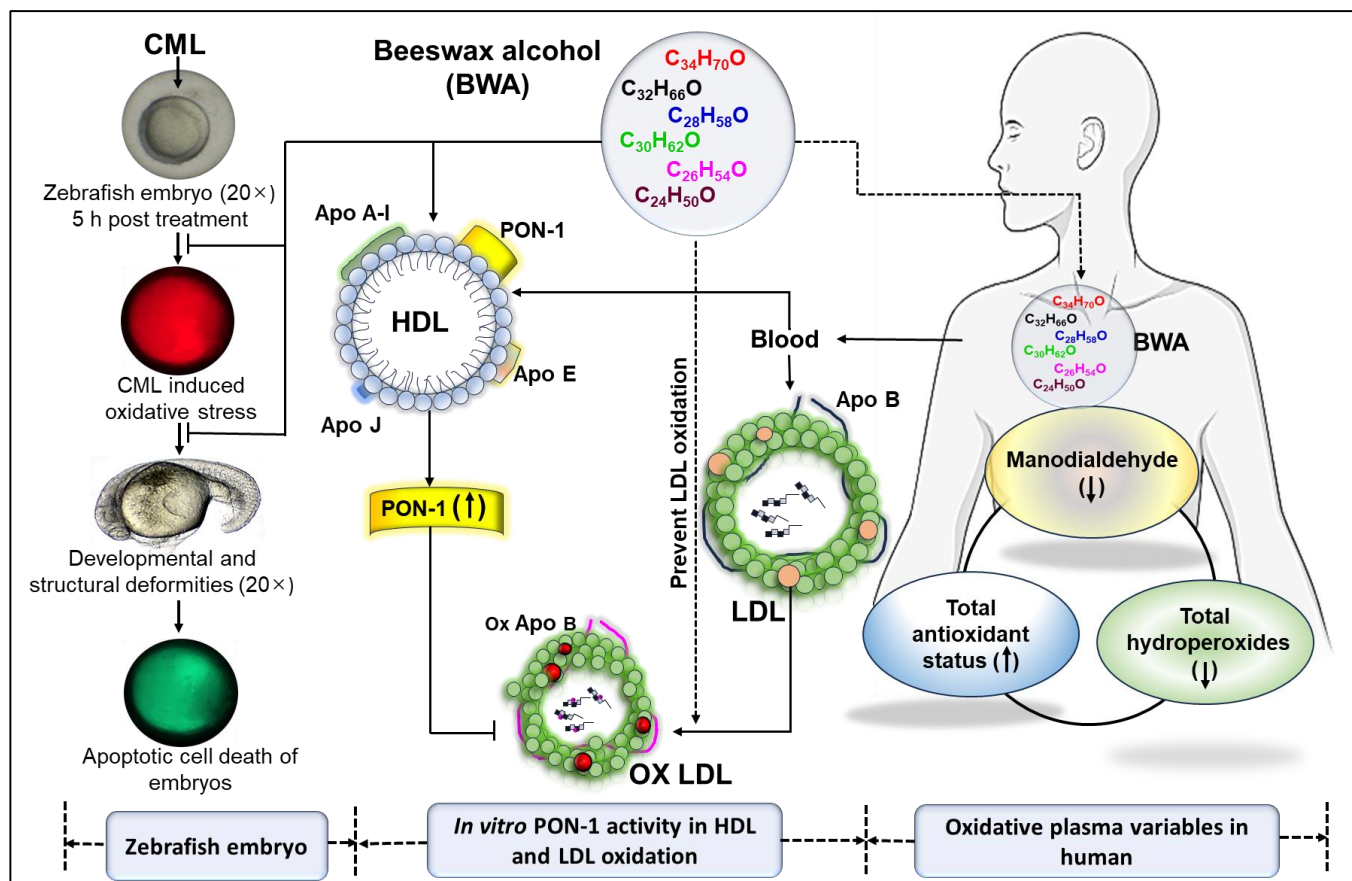 CML
Zebrafish embryo (20×)
5 h post treatment
CML induced
oxidative stress
Developmental and
structural deformities (20×)
Apoptotic cell death of
embryos
Beeswax alcohol
(BWA)
C₃₄H₇₀O
C₃₂H₆₆O
C₂₈H₅₈O
C₃₀H₆₂O
C₂₆H₅₄O
C₂₄H₅₀O
Apo A-I
PON-1
HDL
Apo E
Apo J
PON-1 (↑)
Prevent LDL oxidation
Blood
Apo B
LDL
Ox Apo B
OX LDL
C₃₄H₇₀O
C₃₂H₆₆O
C₂₈H₅₈O
C₃₀H₆₂O
C₂₆H₅₄O
C₂₄H₅₀O
BWA
Manodialdehyde
(↓)
Total
antioxidant
status (↑)
Total
hydroperoxides
(↓)
Zebrafish embryo
In vitro PON-1 activity in HDL
and LDL oxidation
Oxidative plasma variables in
human